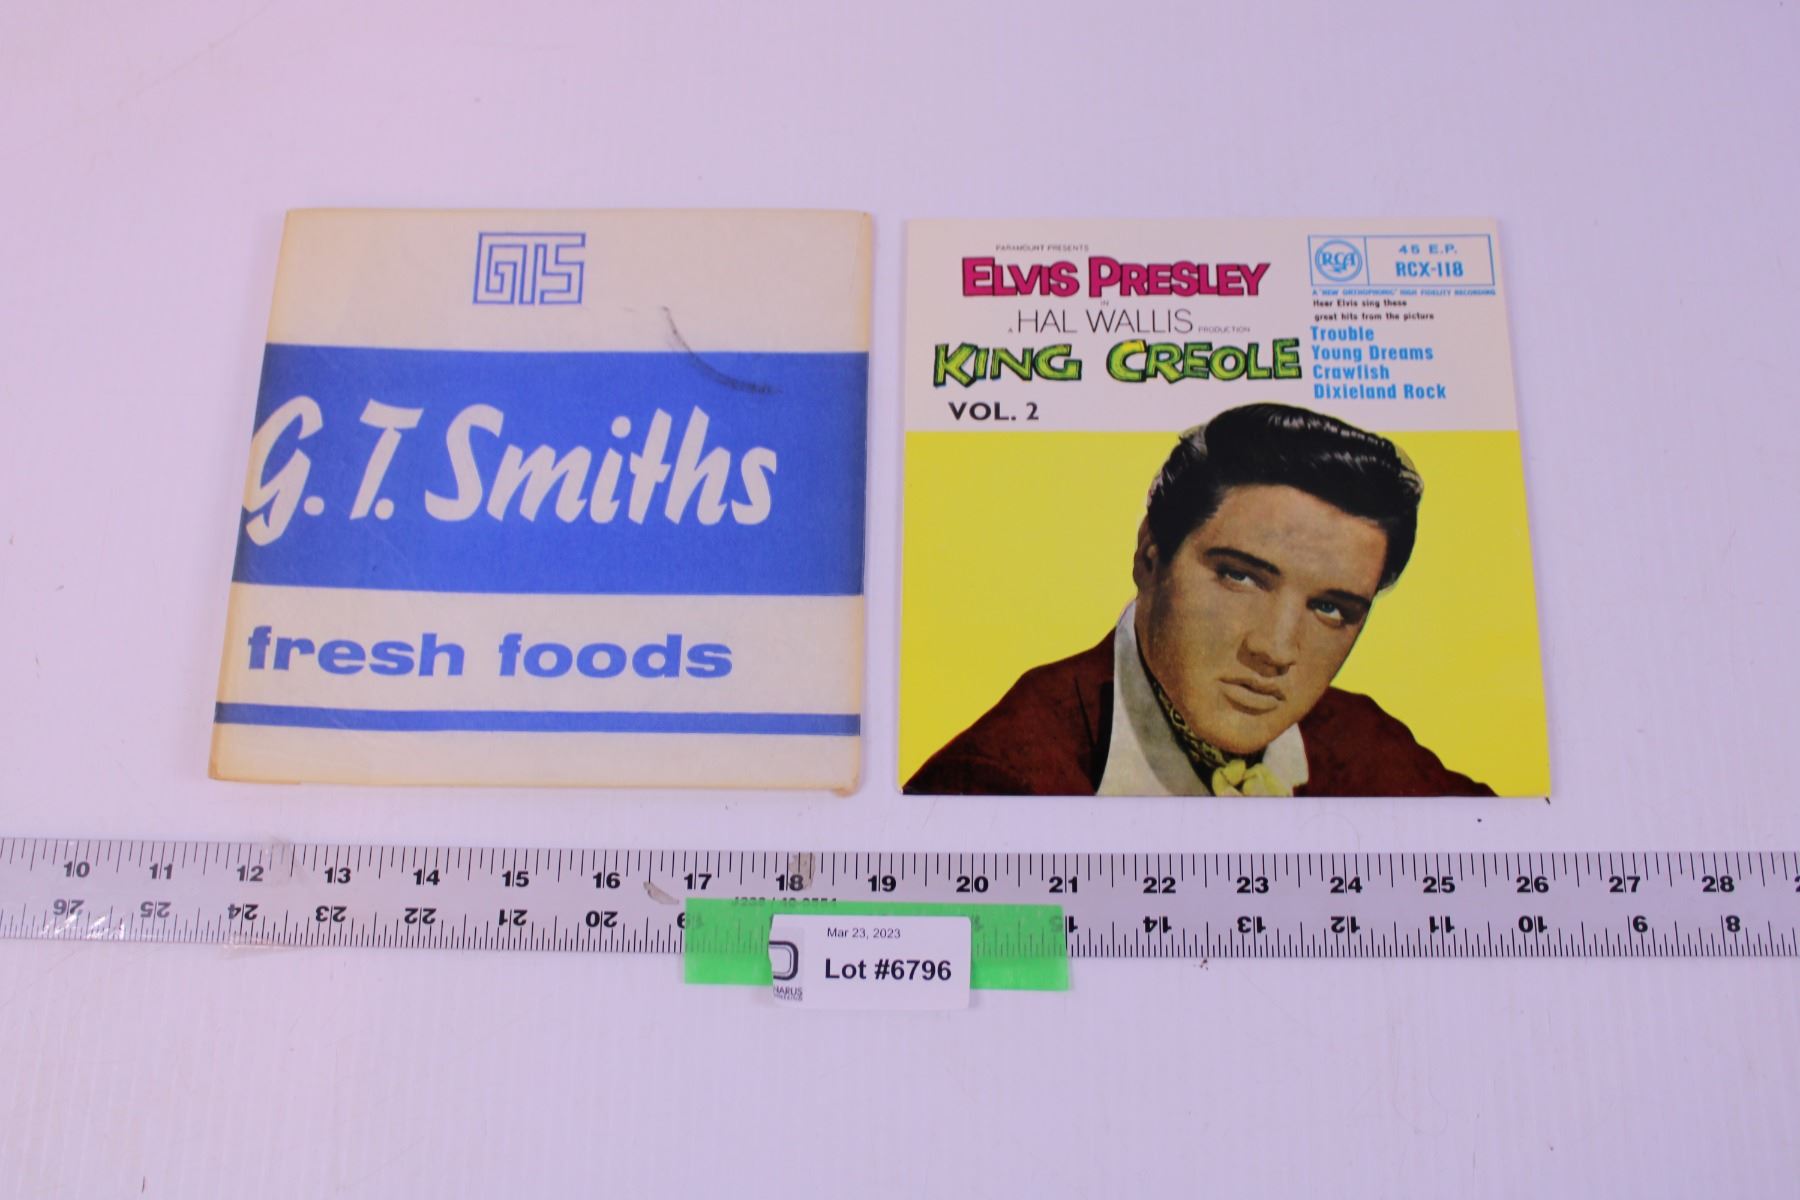 GTS
G.T. Smiths
fresh foods
PARAMOUNT PRESENTS
ELVIS PRESLEY
IN
A HAL WALLIS PRODUCTION
KING CREOLE
VOL. 2
RCA
45 E.P.
RCX-118
A "NEW ORTHOPHONIC" HIGH FIDELITY RECORDING
Hear Elvis sing these
great hits from the picture
Trouble
Young Dreams
Crawfish
Dixieland Rock
10 11 12 13 14 15 16 17 18 19 20 21 22 23 24 25 26 27 28
26 25 24 23 22 21 20 19 15 14 13 12 11 10 9 8
Mar 23, 2023
Lot #6796